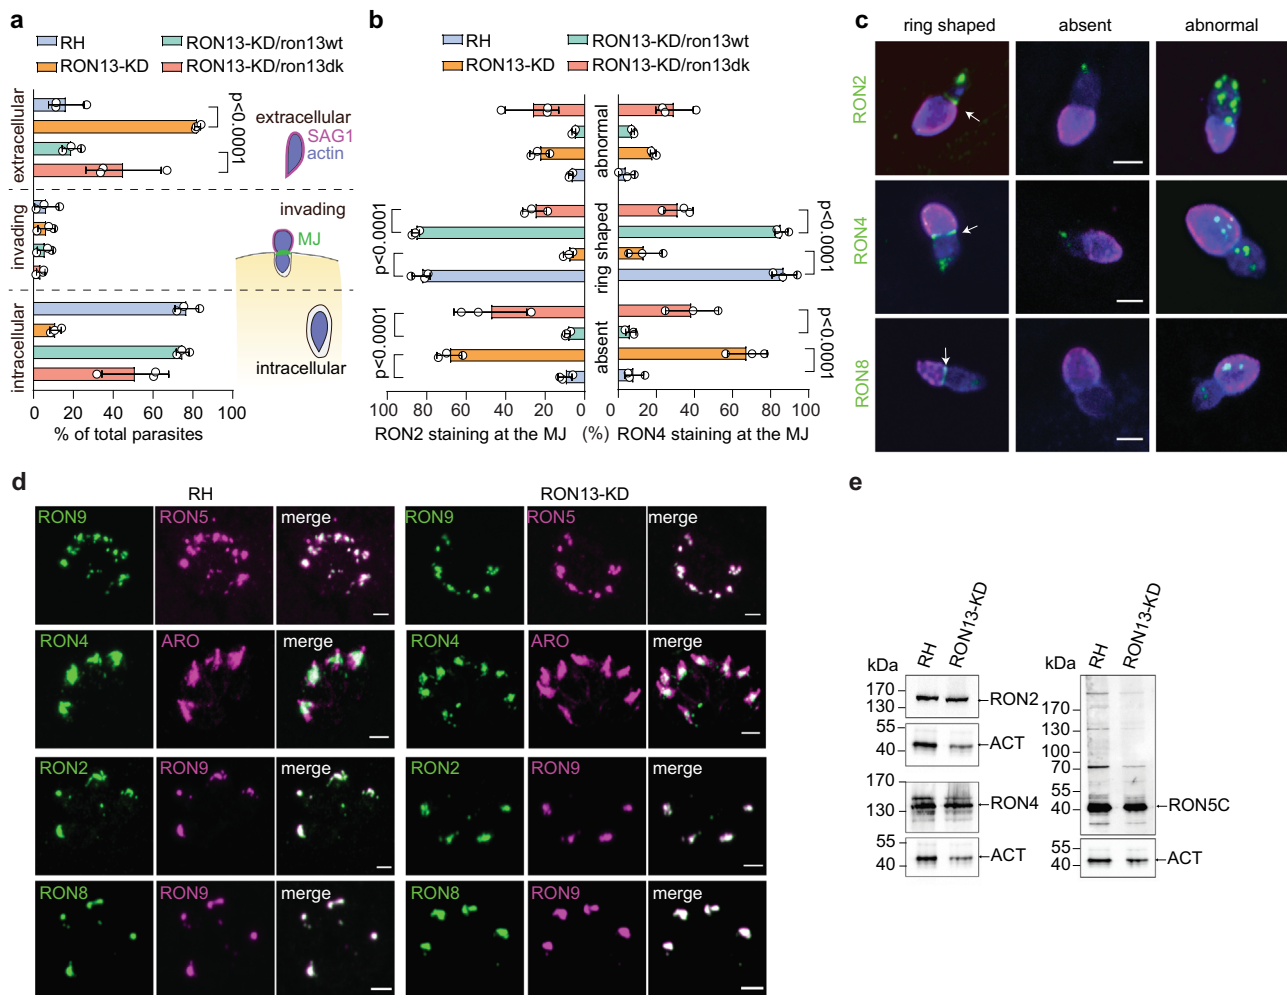 a
RH
RON13-KD
RON13-KD/ron13wt
RON13-KD/ron13dk
extracellular
invading
intracellular
p<0.0001
extracellular
SAG1
actin
invading
MJ
intracellular
0 20 40 60 80 100
% of total parasites
b
RH
RON13-KD
RON13-KD/ron13wt
RON13-KD/ron13dk
abnormal
ring shaped
absent
p<0.0001
p<0.0001
p<0.0001
p<0.0001
p<0.0001
p<0.0001
100 80 60 40 20 0
0 20 40 60 80 100
RON2 staining at the MJ (%) RON4 staining at the MJ
c
ring shaped absent abnormal
RON2
RON4
RON8
d
RH RON13-KD
RON9 RON5 merge RON9 RON5 merge
RON4 ARO merge RON4 ARO merge
RON2 RON9 merge RON2 RON9 merge
RON8 RON9 merge RON8 RON9 merge
e
RH RON13-KD
kDa
170
130
RON2
55
40
ACT
170
130
RON4
55
40
ACT
RH RON13-KD
kDa
170
130
100
70
55
40
RON5C
55
40
ACT